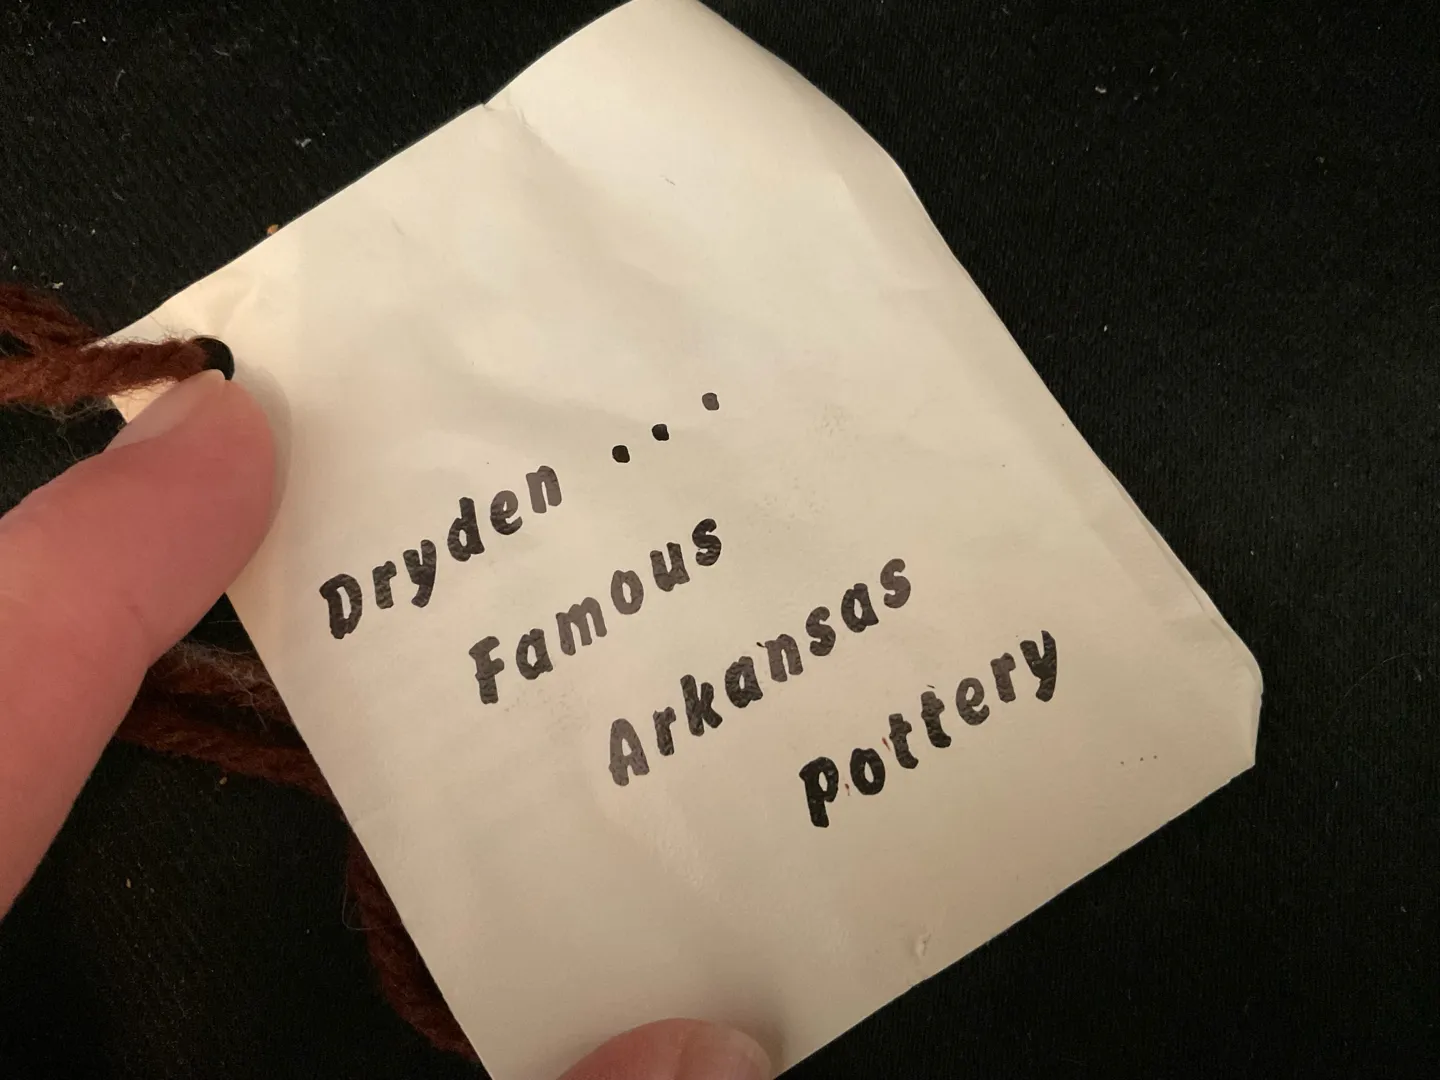 Dryden ...
Famous
Arkansas
Pottery